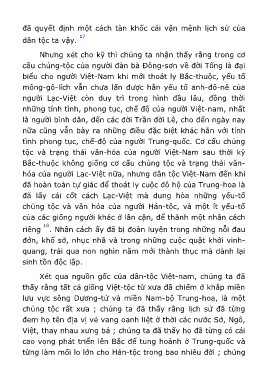 đã quyết định một cách tàn khốc cái vận mệnh lịch sử của
dân tộc ta vậy. 17
Nhưng xét cho kỹ thì chúng ta nhận thấy rằng trong cơ
cấu chủng-tộc của người đàn bà Đông-sơn về đời Tống là đại
biểu cho người Việt-Nam khi mới thoát ly Bắc-thuộc, yếu tố
mông-gô-lích vẫn chưa lấn được hẳn yếu tố anh-đô-nê của
người Lạc-Việt còn duy trì trong hình đầu lâu, đồng thời
những tính tình, phong tục, chế độ của người Việt-nam, nhất
là người bình dân, đến các đời Trần đời Lê, cho đến ngày nay
nữa cũng vẫn bày ra những điều đặc biệt khác hẳn với tính
tình phong tục, chế-độ của người Trung-quốc. Cơ cấu chủng
tộc và trạng thái văn-hóa của người Việt-Nam sau thời kỳ
Bắc-thuộc không giống cơ cấu chủng tộc và trạng thái văn-
hóa của người Lạc-Việt nữa, nhưng dân tộc Việt-Nam đến khi
đã hoàn toàn tự giác để thoát ly cuộc đô hộ của Trung-hoa là
đã lấy cái cốt cách Lạc-Việt mà dung hòa những yếu-tố
chủng tộc và văn hóa của người Hán-tộc, và một ít yếu-tố
của các giống người khác ở lân cận, để thành một nhân cách
riêng 18. Nhân cách ấy đã bị đoàn luyện trong những nỗi đau
đớn, khổ sở, nhục nhã và trong những cuộc quật khởi vinh-
quang, trải qua non nghìn năm mới thành thục mà dành lại
sinh tồn độc lập.
Xét qua nguồn gốc của dân-tộc Việt-nam, chúng ta đã
thấy rằng tất cả giống Việt-tộc từ xưa đã chiếm ở khắp miền
lưu vực sông Dương-tử và miền Nam-bộ Trung-hoa, là một
chủng tộc rất xưa ; chúng ta đã thấy rằng lịch sử đã từng
đem họ tên địa vị vẻ vang oanh liệt ở thời các nước Sở, Ngô,
Việt, thay nhau xưng bá ; chúng ta đã thấy họ đã từng có cái
cao vọng phát triển lên Bắc để tung hoành ở Trung-quốc và
từng làm mối lo lớn cho Hán-tộc trong bao nhiêu đời ; chúng